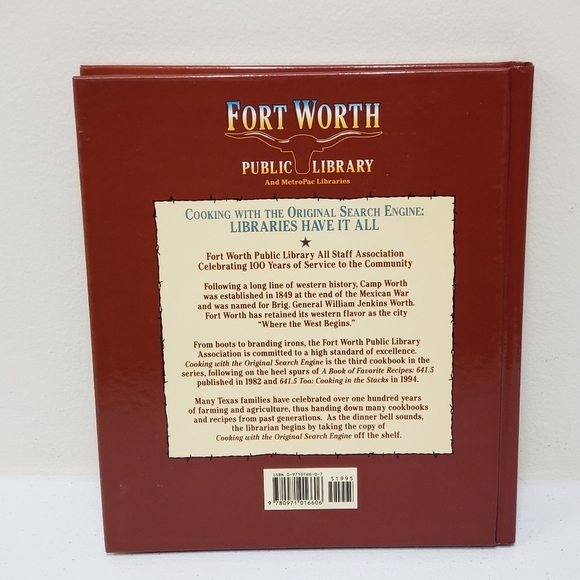 FORT WORTH
PUBLIC LIBRARY
And MetroPac Libraries
COOKING WITH THE ORIGINAL SEARCH ENGINE:
LIBRARIES HAVE IT ALL
Fort Worth Public Library All Staff Association
Celebrating 100 Years of Service to the Community
Following a long line of western history, Camp Worth
was established in 1849 at the end of the Mexican War
and was named for Brig. General William Jenkins Worth.
Fort Worth has retained its western flavor as the city
"Where the West Begins."
From boots to branding irons, the Fort Worth Public Library
Association is committed to a high standard of excellence.
Cooking with the Original Search Engine is the third cookbook in the
series, following on the heel spurs of A Book of Favorite Recipes: 641.5
published in 1982 and 641.5 Too: Cooking in the Stacks in 1994.
Many Texas families have celebrated over one hundred years
of farming and agriculture, thus handing down many cookbooks
and recipes from past generations. As the dinner bell sounds,
the librarian begins by taking the copy of
Cooking with the Original Search Engine off the shelf.
ISBN 0-9710166-0-7
51995
9 780971 016606